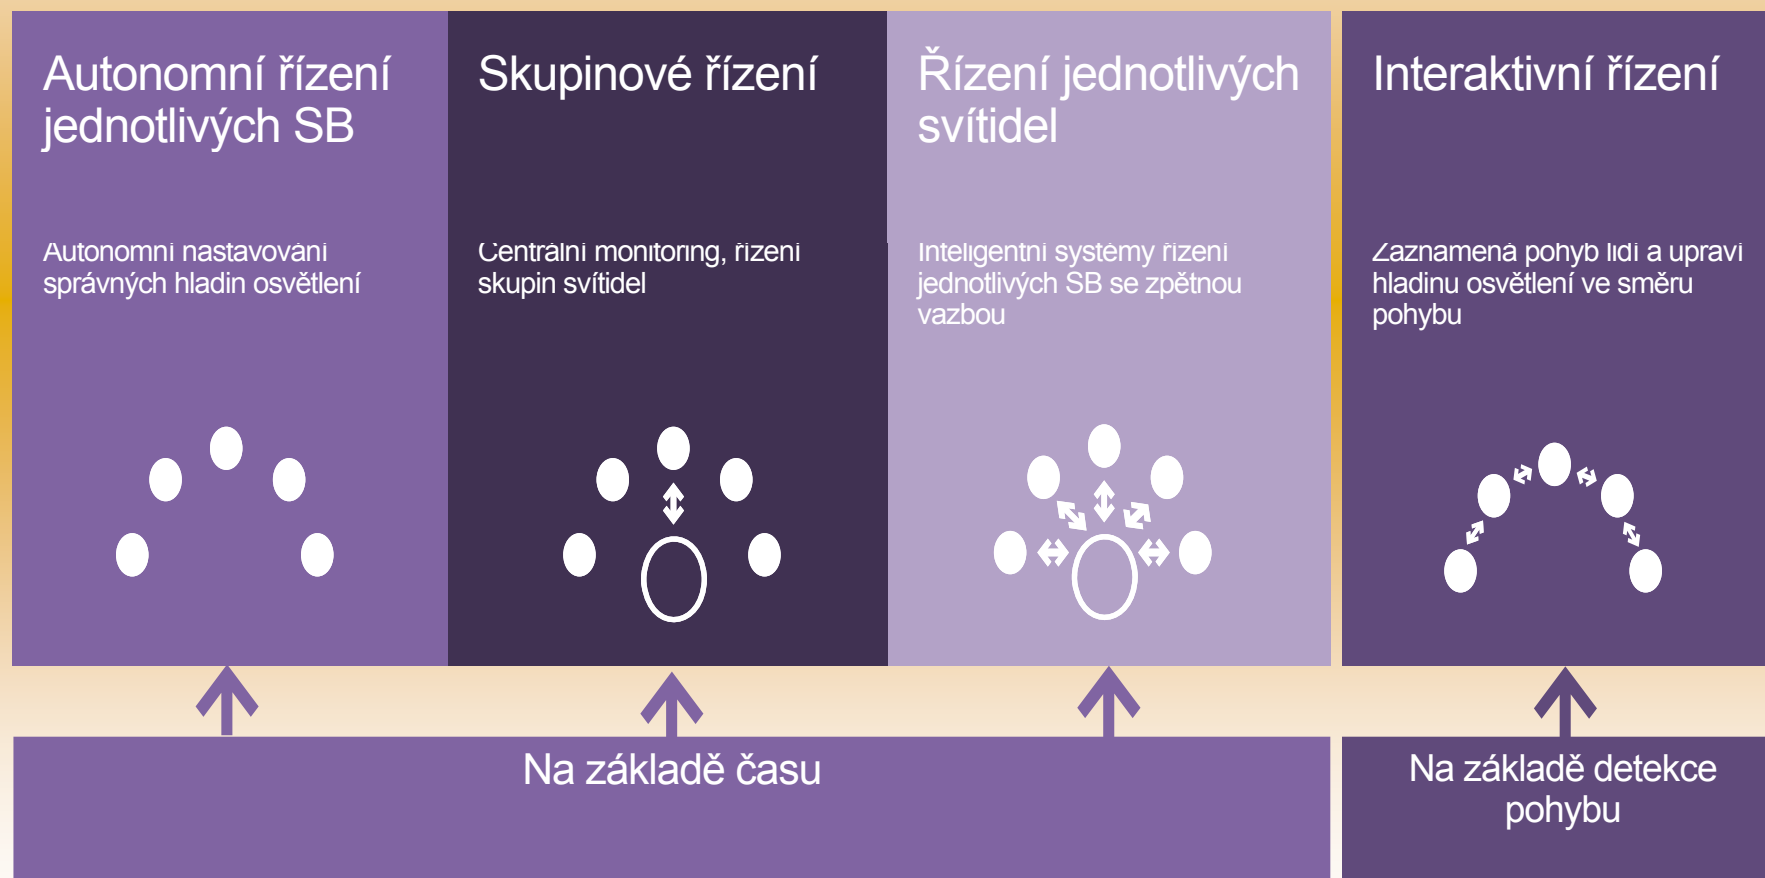 Autonomní řízení
jednotlivých SB
Autonomní nastavování
správných hladin osvětlení
Skupinové řízení
Centrální monitoring, řízení
skupin svítidel
Řízení jednotlivých
svítidel
Inteligentní systémy řízení
jednotlivých SB se zpětnou
vazbou
Interaktivní řízení
Zaznamená pohyb lidí a upraví
hladinu osvětlení ve směru
pohybu
Na základě času
Na základě detekce
pohybu